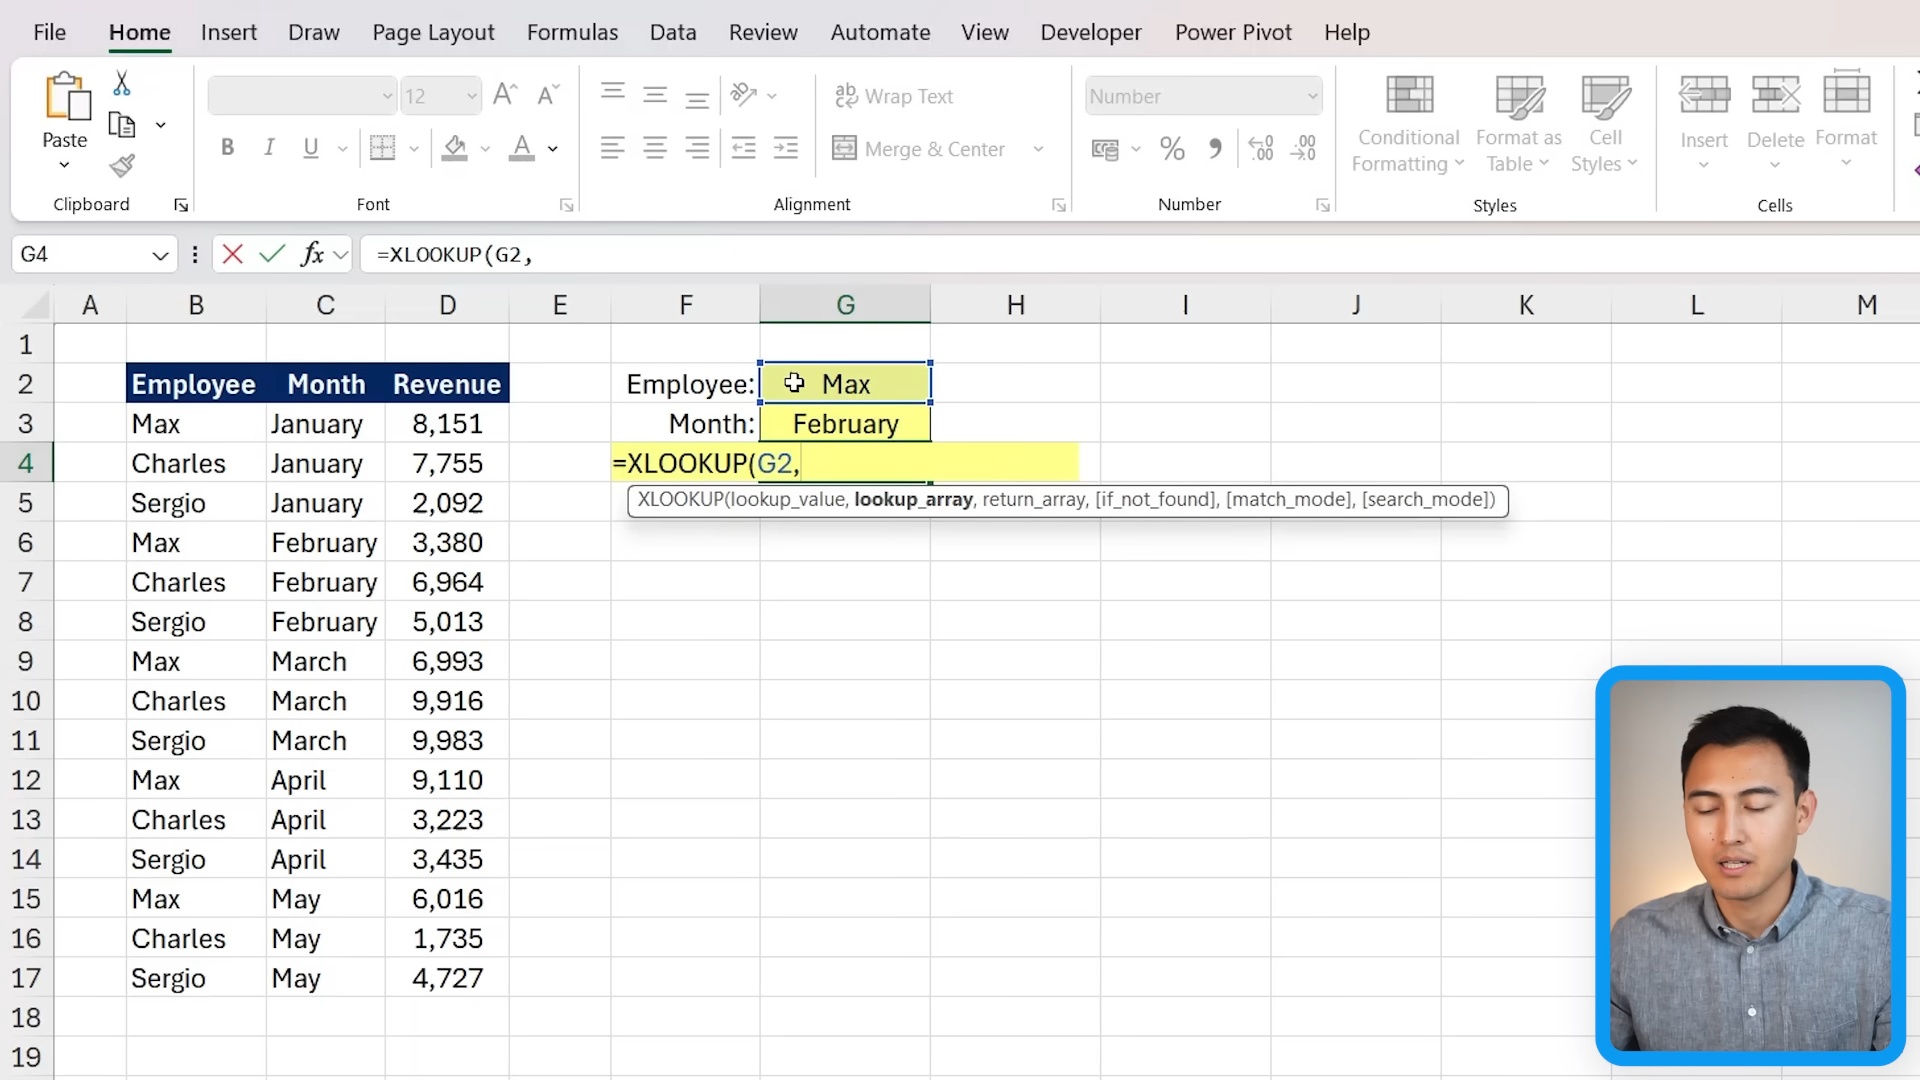 File Home Insert Draw Page Layout Formulas Data Review View Automate Developer Power Pivot Help
Paste
12
B I U
A
ab Wrap Text
Merge & Center
Number
%
Conditional Formatting
Format as Table
Cell Styles
Insert Delete Format
Clipboard Font Alignment Number Styles Cells
G4 fx =XLOOKUP(G2,
A B C D E F G H I J K L M
1
2 Employee Month Revenue Employee: Max
3 Max January 8,151 Month: February
4 Charles January 7,755 =XLOOKUP(G2,
XLOOKUP(lookup_value, lookup_array, return_array, [if_not_found], [match_mode], [search_mode])
5 Sergio January 2,092
6 Max February 3,380
7 Charles February 6,964
8 Sergio February 5,013
9 Max March 6,993
10 Charles March 9,916
11 Sergio March 9,983
12 Max April 9,110
13 Charles April 3,223
14 Sergio April 3,435
15 Max May 6,016
16 Charles May 1,735
17 Sergio May 4,727
18
19